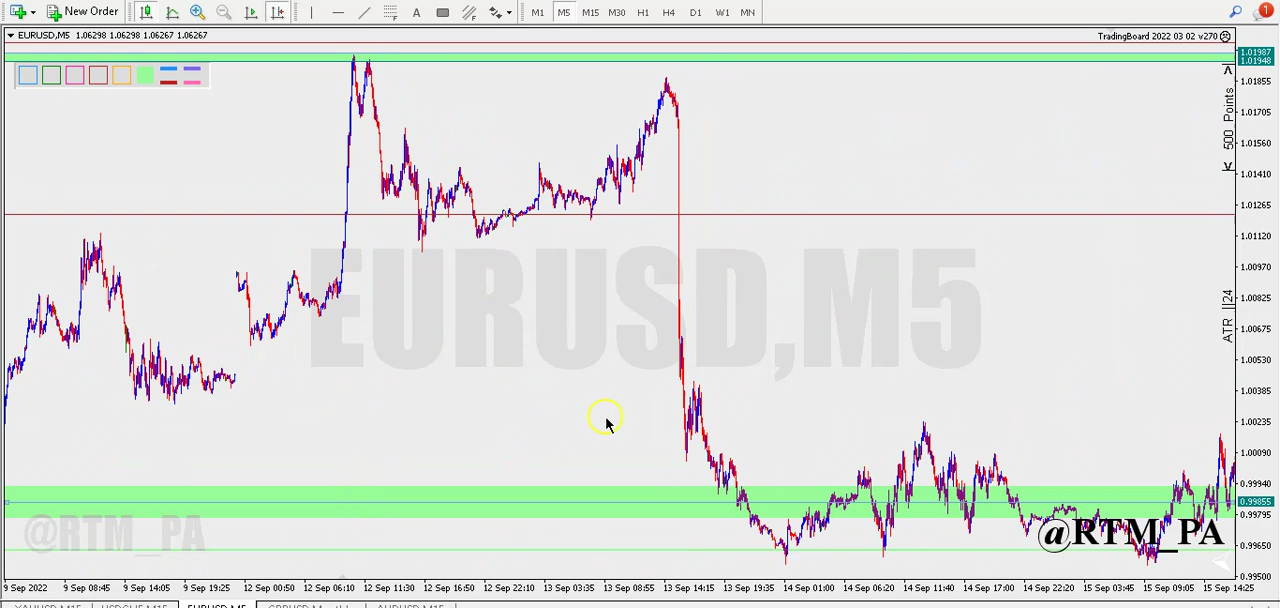 New Order
A
M1 M5 M15 M30 H1 H4 D1 W1 MN
1
EURUSD,M5 1.06298 1.06298 1.06267 1.06267
TradingBoard 2022 03 02 v270
1.01987
1.01948
1.01855
1.01705
1.01560
1.01410
1.01265
1.01120
1.00970
1.00825
1.00675
1.00530
1.00385
1.00235
1.00090
0.99940
0.99855
0.99795
0.99650
0.99500
500 Points
ATR ||24
EURUSD,M5
@RTM_PA
@RTM_PA
9 Sep 2022 9 Sep 08:45 9 Sep 14:05 9 Sep 19:25 12 Sep 00:50 12 Sep 06:10 12 Sep 11:30 12 Sep 16:50 12 Sep 22:10 13 Sep 03:35 13 Sep 08:55 13 Sep 14:15 13 Sep 19:35 14 Sep 01:00 14 Sep 06:20 14 Sep 11:40 14 Sep 17:00 14 Sep 22:20 15 Sep 03:45 15 Sep 09:05 15 Sep 14:25
EURUSD,M5